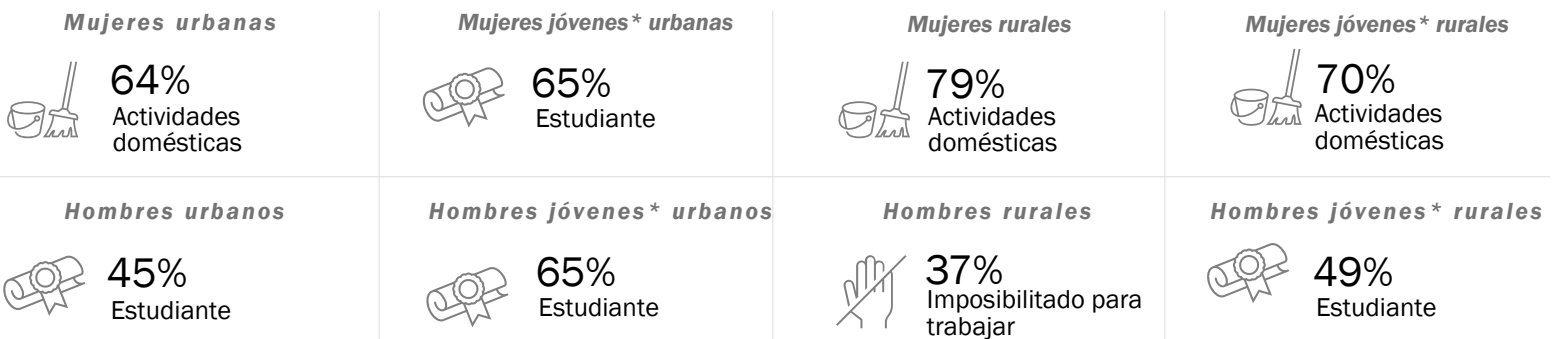 Mujeres urbanas
64%
Actividades
domésticas
Mujeres jóvenes* urbanas
65%
Estudiante
Mujeres rurales
79%
Actividades
domésticas
Mujeres jóvenes* rurales
70%
Actividades
domésticas
Hombres urbanos
45%
Estudiante
Hombres jóvenes* urbanos
65%
Estudiante
Hombres rurales
37%
Imposibilitado para
trabajar
Hombres jóvenes* rurales
49%
Estudiante